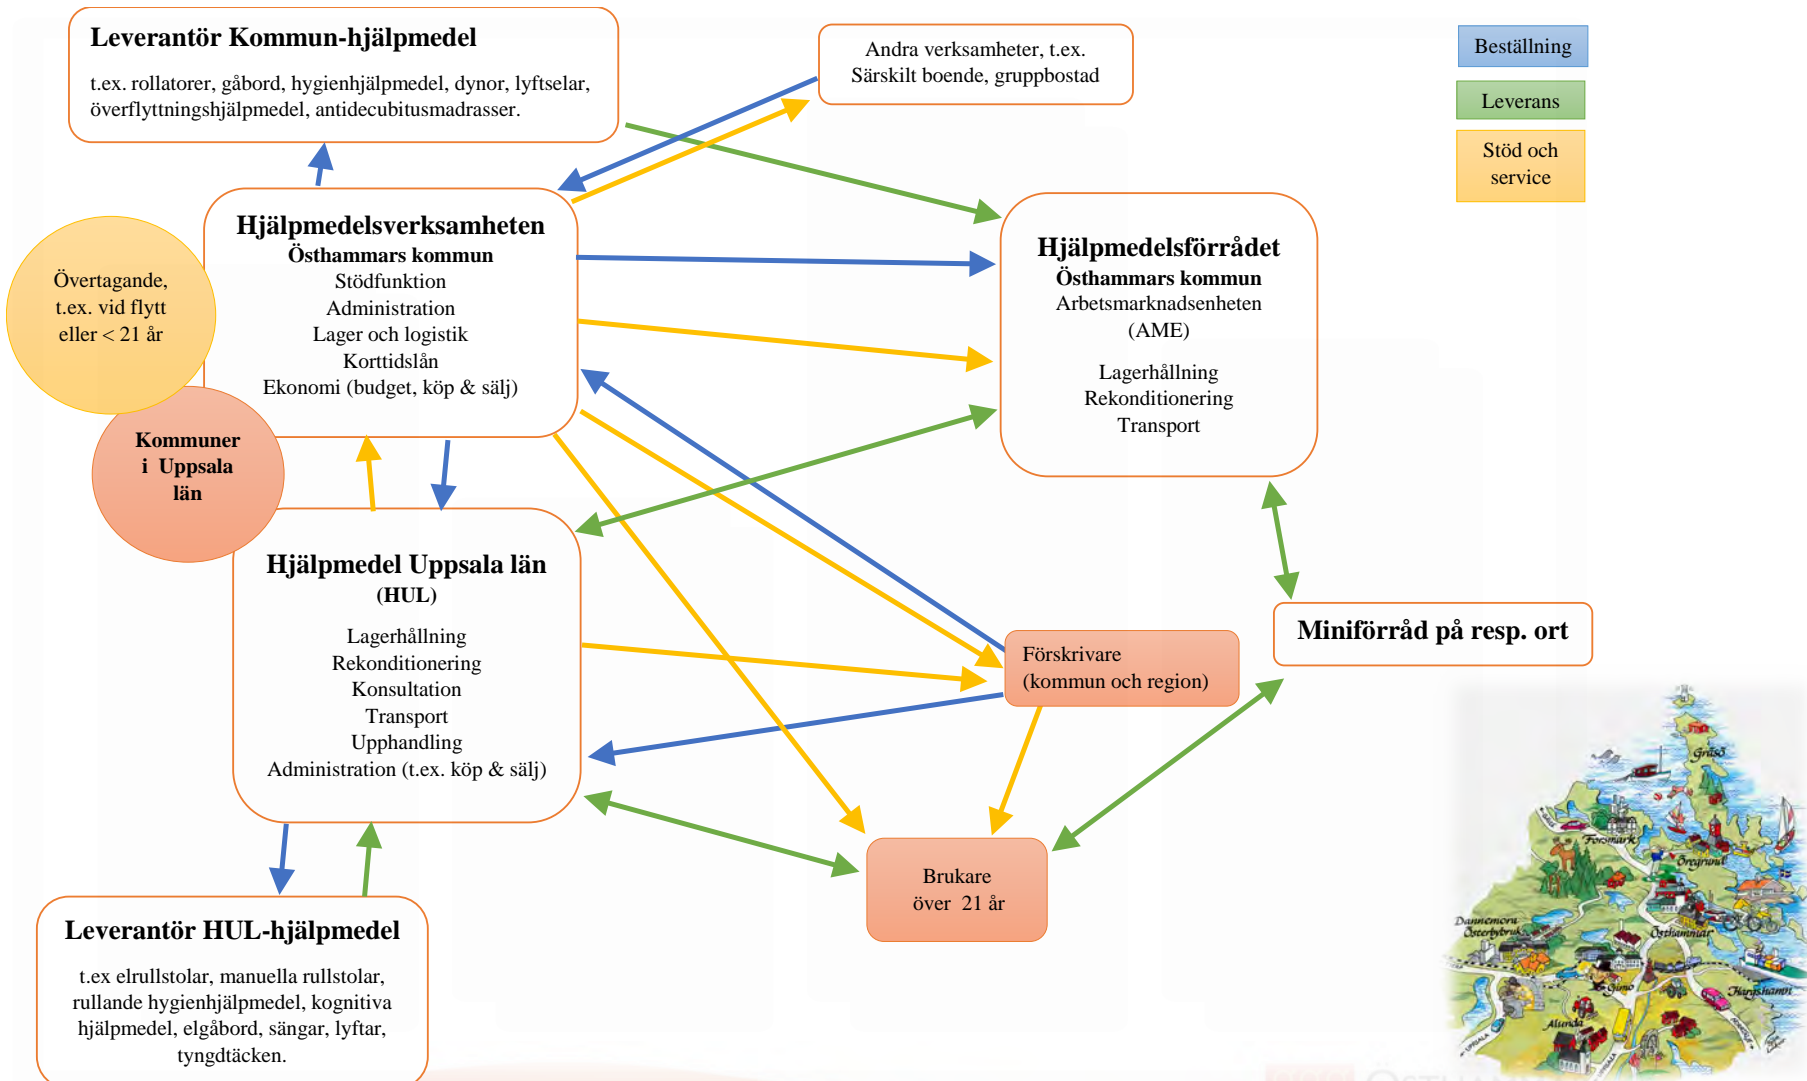 Leverantör Kommun-hjälpmedel
t.ex. rollatorer, gåbord, hygienhjälpmedel, dynor, lyftselar,
överflyttningshjälpmedel, antidecubitusmadrasser.
Andra verksamheter, t.ex.
Särskilt boende, gruppbostad
Beställning
Leverans
Stöd och
service
Hjälpmedelsverksamheten
Östhammars kommun
Stödfunktion
Administration
Lager och logistik
Korttidslån
Ekonomi (budget, köp & sälj)
Övertagande,
t.ex. vid flytt
eller < 21 år
Kommuner
i Uppsala
län
Hjälpmedelsförrådet
Östhammars kommun
Arbetsmarknadsenheten
(AME)
Lagerhållning
Rekonditionering
Transport
Hjälpmedel Uppsala län
(HUL)
Lagerhållning
Rekonditionering
Konsultation
Transport
Upphandling
Administration (t.ex. köp & sälj)
Förskrivare
(kommun och region)
Miniförråd på resp. ort
Brukare
över 21 år
Leverantör HUL-hjälpmedel
t.ex elrullstolar, manuella rullstolar,
rullande hygienhjälpmedel, kognitiva
hjälpmedel, elgåbord, sängar, lyftar,
tyngdtäcken.
Gräsö
Forsmark
Öregrund
Dannemora
Österbybruk
Östhammar
Gimo
Hargshamn
Alunda
UPPSALA
UPPSALA